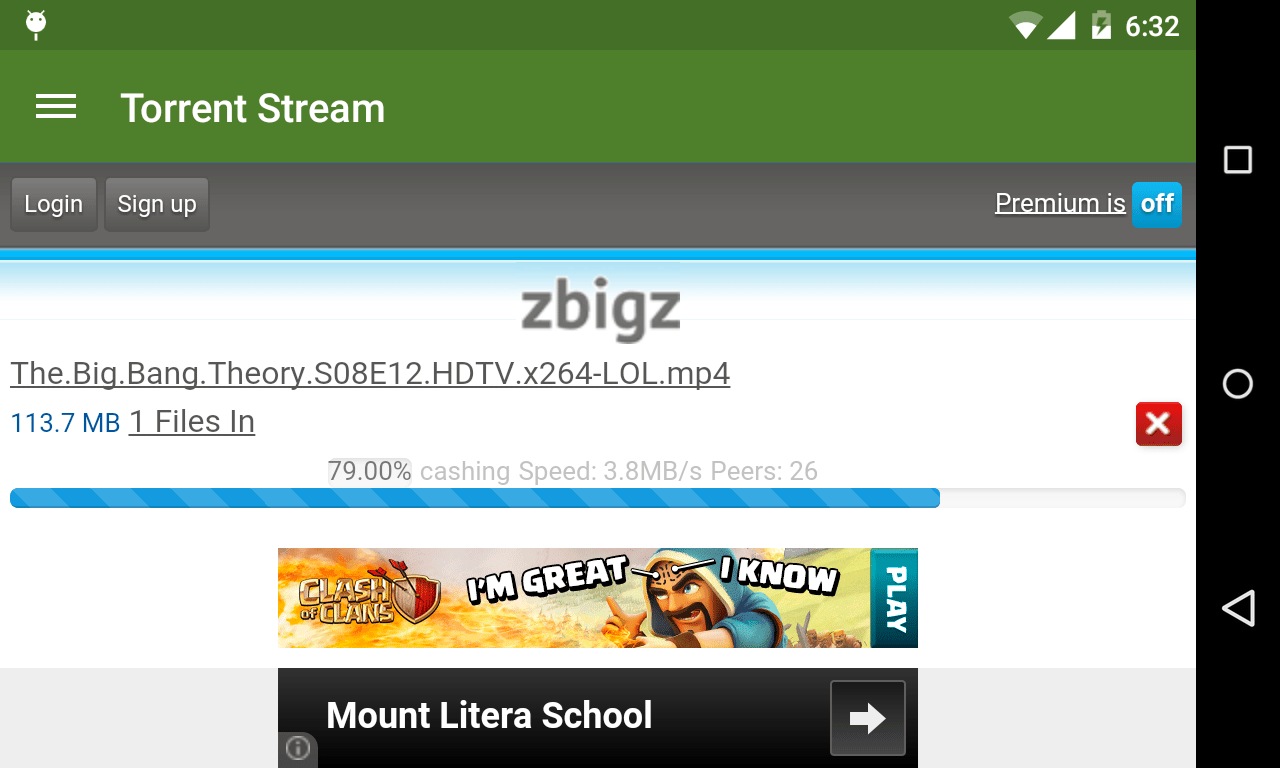 6:32
Torrent Stream
Login Sign up Premium is off
zbigz
The.Big.Bang.Theory.S08E12.HDTV.x264-LOL.mp4
113.7 MB 1 Files In
79.00% cashing Speed: 3.8MB/s Peers: 26
CLASH OF CLANS I'M GREAT I KNOW PLAY
Mount Litera School